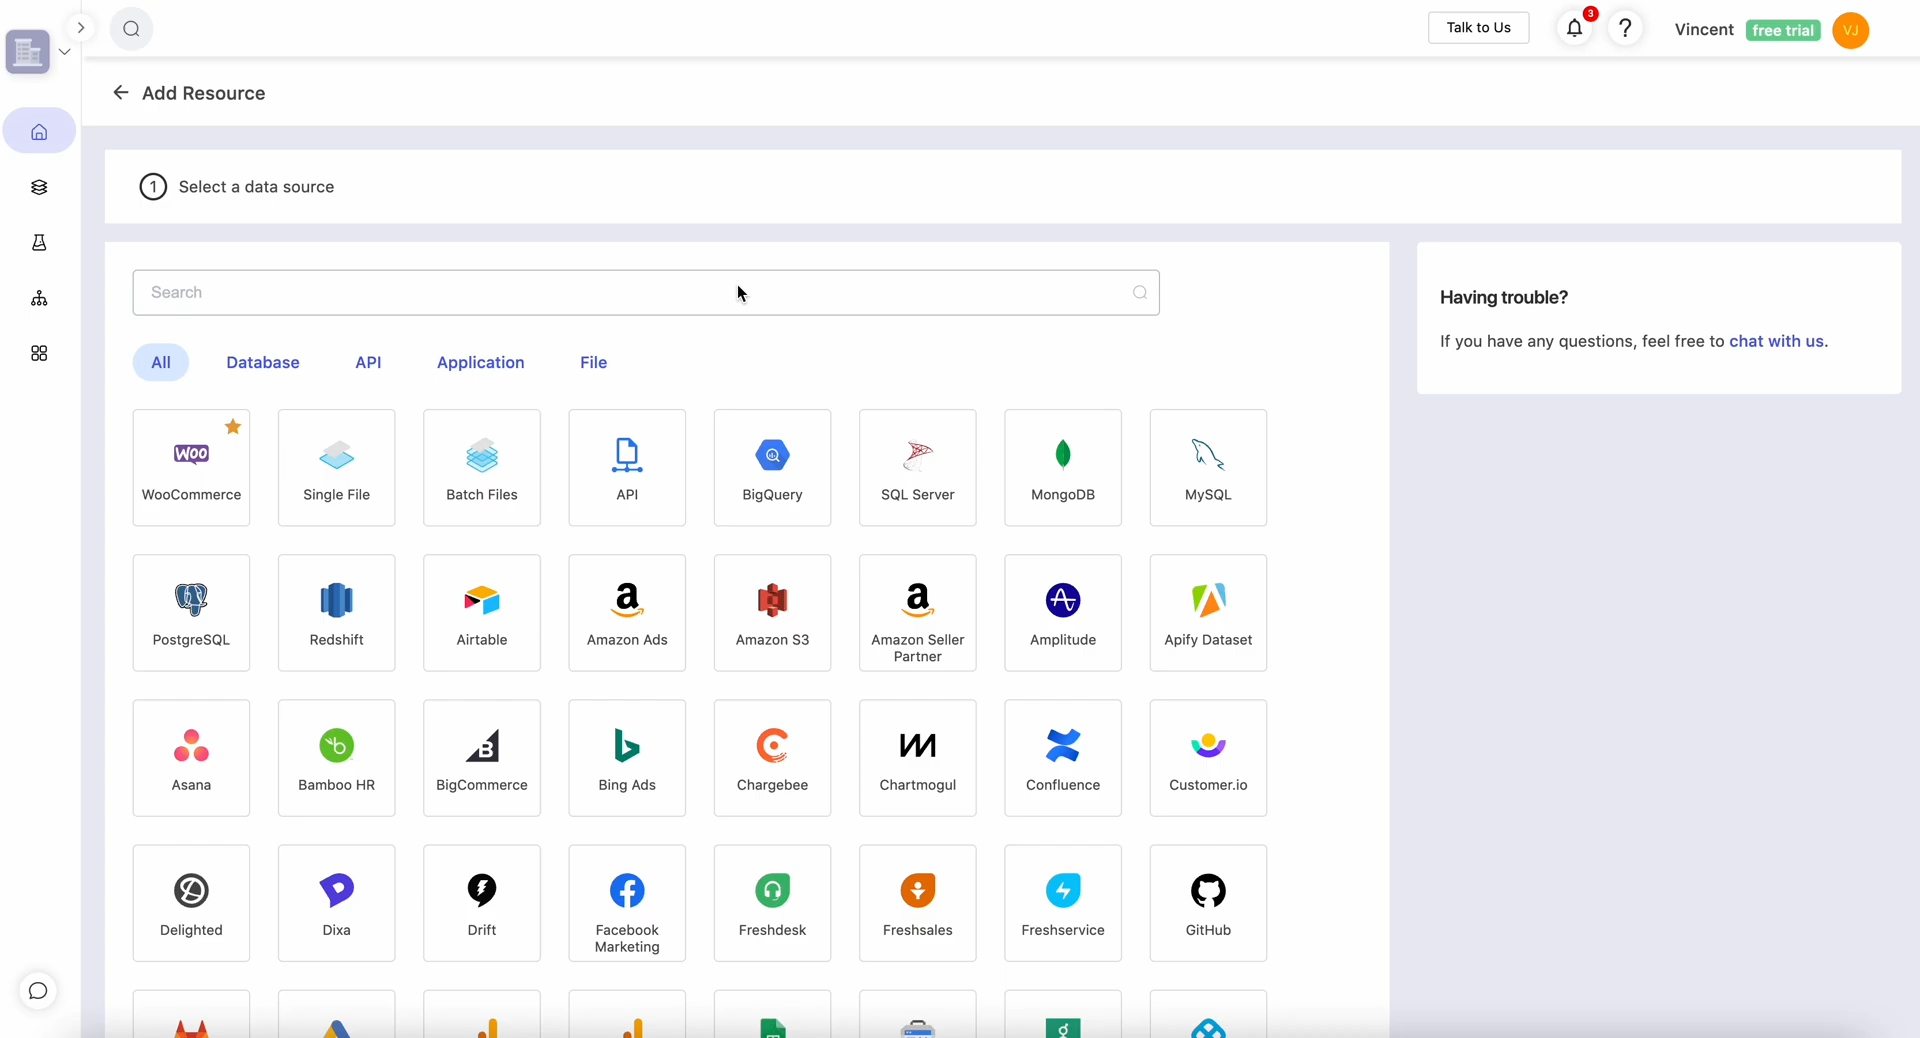 Talk to Us
3
?
Vincent
free trial
VJ
Add Resource
1 Select a data source
Search
Having trouble?
If you have any questions, feel free to chat with us.
All Database API Application File
WOO
WooCommerce
Single File
Batch Files
API
BigQuery
SQL Server
MongoDB
MySQL
PostgreSQL
Redshift
Airtable
Amazon Ads
Amazon S3
Amazon Seller
Partner
Amplitude
Apify Dataset
Asana
Bamboo HR
BigCommerce
Bing Ads
Chargebee
Chartmogul
Confluence
Customer.io
Delighted
Dixa
Drift
Facebook
Marketing
Freshdesk
Freshsales
Freshservice
GitHub